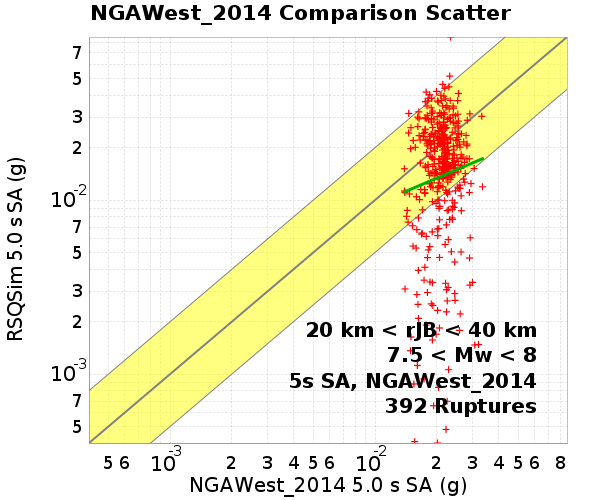 NGAWest_2014 Comparison Scatter
RSQSim 5.0 s SA (g)
7
5
3
2
10-2
7
5
3
2
10-3
7
5
20 km < rJB < 40 km
7.5 < Mw < 8
5s SA, NGAWest_2014
392 Ruptures
5 6 10-3 2 3 4 5 6 8 10-2 2 3 4 5 6 8
NGAWest_2014 5.0 s SA (g)